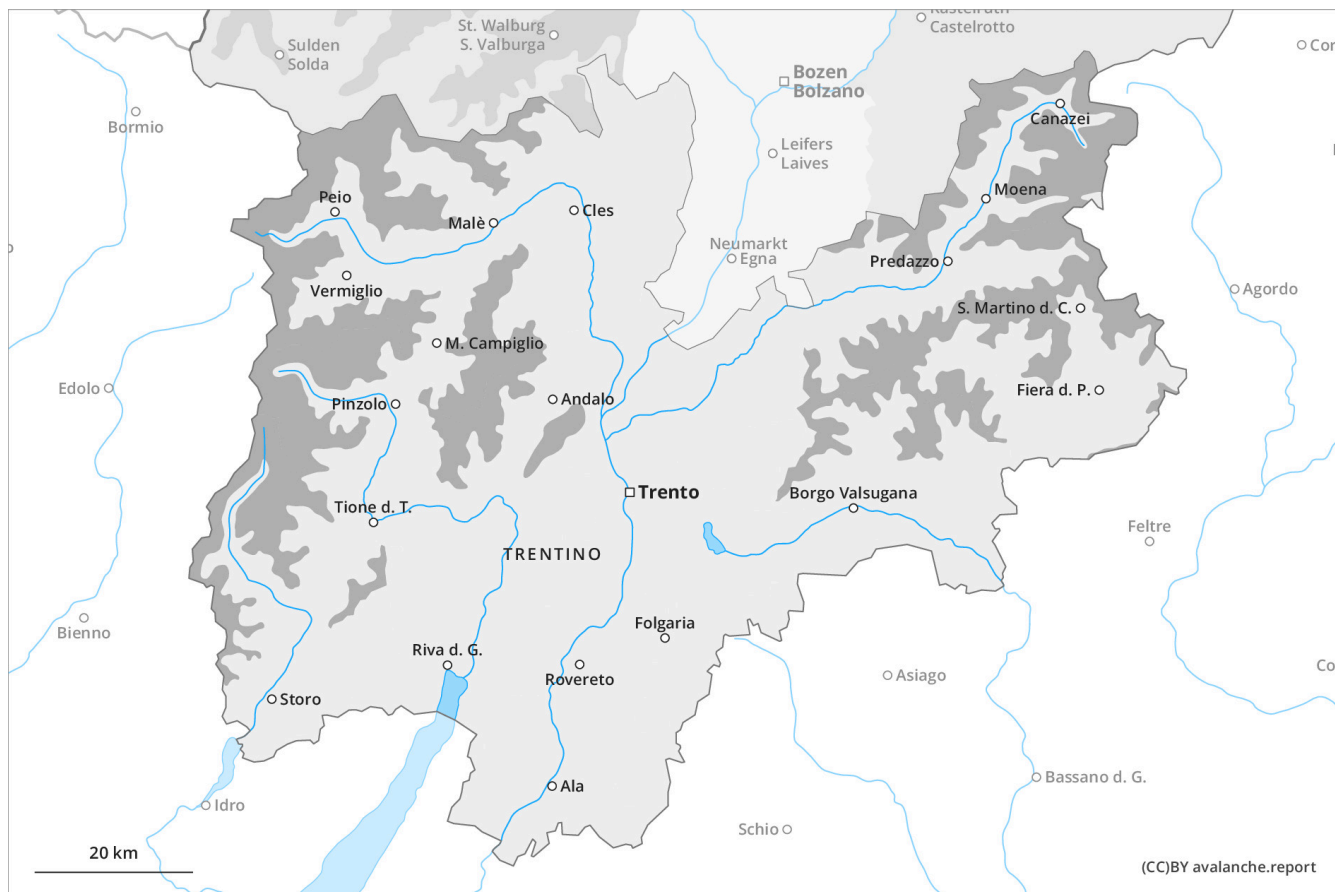 Kastelruth
Castelrotto
St. Walburg
S. Valburga
Sulden
Solda
Bozen
Bolzano
Bormio
Canazei
Leifers
Laives
Moena
Peio
Malè
Cles
Neumarkt
Egna
Predazzo
Vermiglio
Agordo
S. Martino d. C.
M. Campiglio
Edolo
Fiera d. P.
Andalo
Pinzolo
Trento
Borgo Valsugana
Tione d. T.
Feltre
TRENTINO
Bienno
Folgaria
Riva d. G.
Rovereto
Asiago
Storo
Bassano d. G.
Ala
Idro
Schio
20 km
(CC)BY avalanche.report